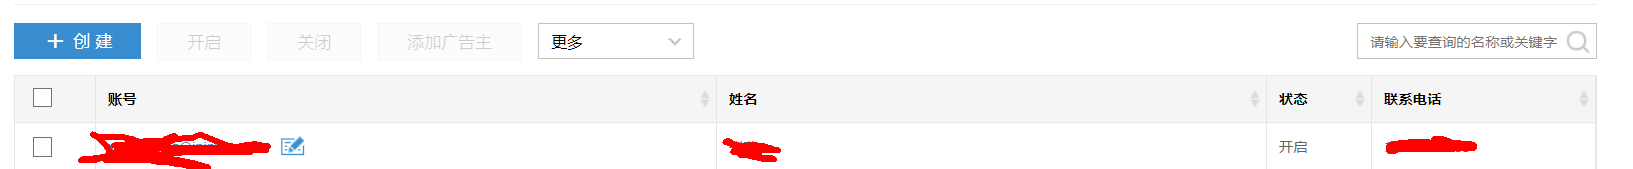 + 创建 开启 关闭 添加广告主 更多 请输入要查询的名称或关键字
账号 姓名 状态 联系电话
开启